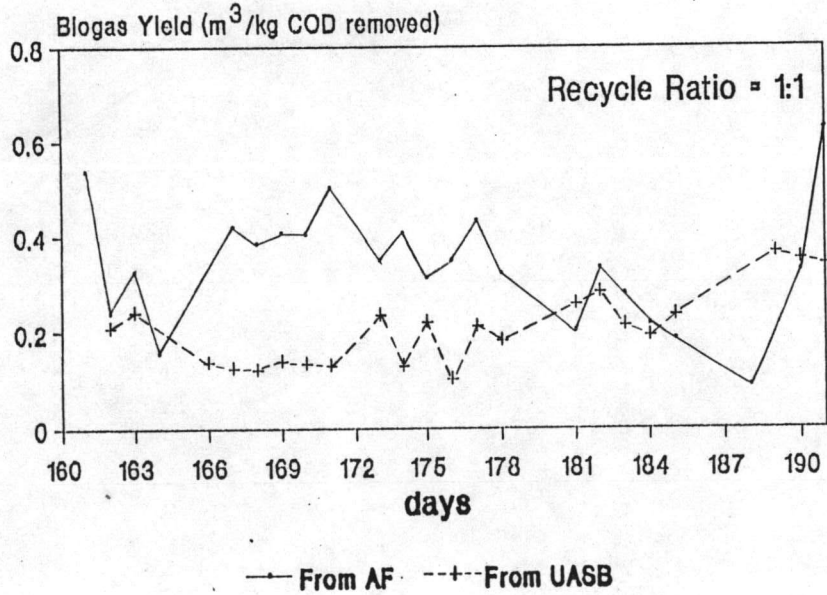 Biogas Yield (m³/kg COD removed)
0.8
Recycle Ratio = 1:1
0.6
0.4
0.2
0
160 163 166 169 172 175 178 181 184 187 190
days
From AF From UASB